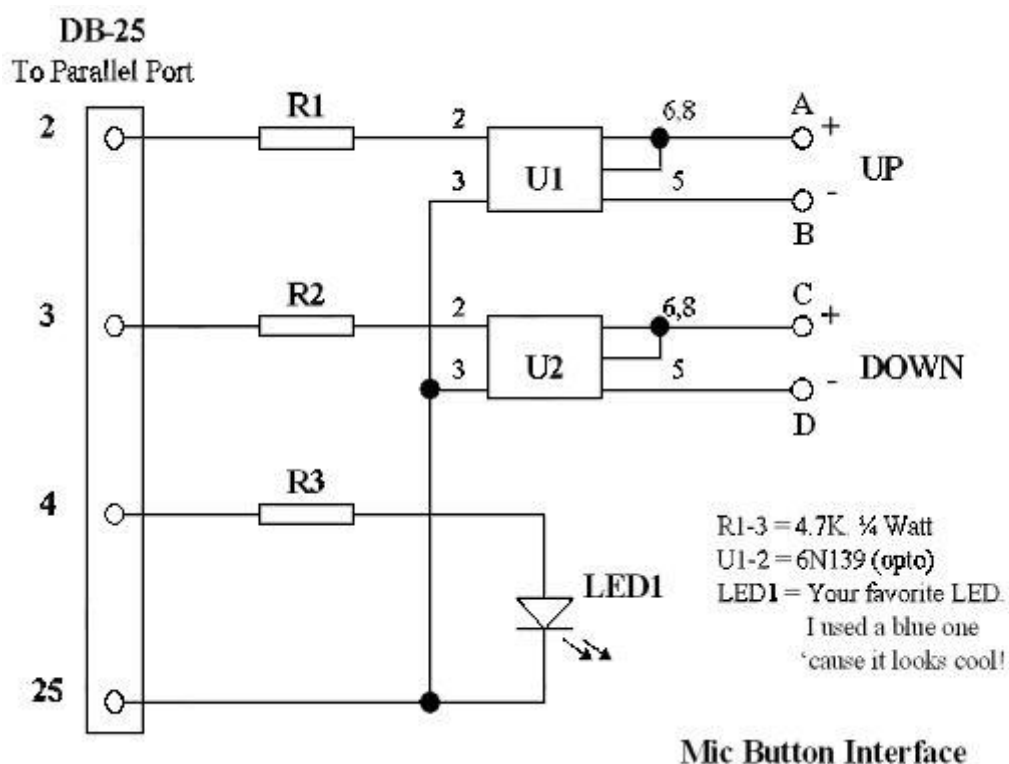 DB-25
To Parallel Port
2
R1
2
6,8
A
+
UP
3
U1
5
-
B
3
R2
2
6,8
C
+
DOWN
3
U2
5
-
D
4
R3
R1-3 = 4.7K, ¼ Watt
U1-2 = 6N139 (opto)
LED1
LED1 = Your favorite LED.
I used a blue one
‘cause it looks cool!
25
Mic Button Interface